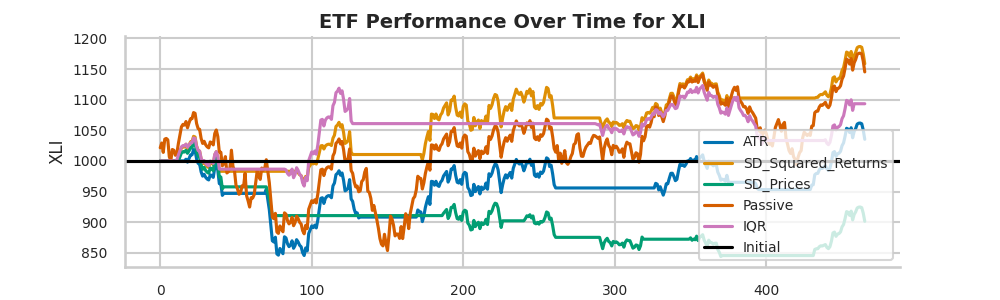 ETF Performance Over Time for XLI
XLI
1200
1150
1100
1050
1000
950
900
850
0
100
200
300
400
ATR
SD_Squared_Returns
SD_Prices
Passive
IQR
Initial